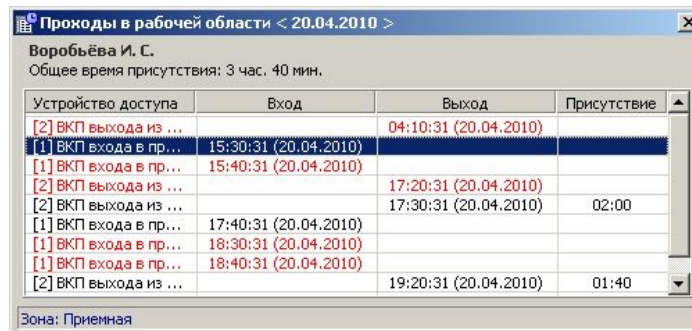 Проходы в рабочей области < 20.04.2010 >
Воробьёва И. С.
Общее время присутствия: 3 час. 40 мин.
Устройство доступа Вход Выход Присутствие
[2] ВКП выхода из ... 04:10:31 (20.04.2010)
[1] ВКП входа в пр... 15:30:31 (20.04.2010)
[1] ВКП входа в пр... 15:40:31 (20.04.2010)
[2] ВКП выхода из ... 17:20:31 (20.04.2010)
[2] ВКП выхода из ... 17:30:31 (20.04.2010) 02:00
[1] ВКП входа в пр... 17:40:31 (20.04.2010)
[1] ВКП входа в пр... 18:30:31 (20.04.2010)
[1] ВКП входа в пр... 18:40:31 (20.04.2010)
[2] ВКП выхода из ... 19:20:31 (20.04.2010) 01:40
Зона: Приемная